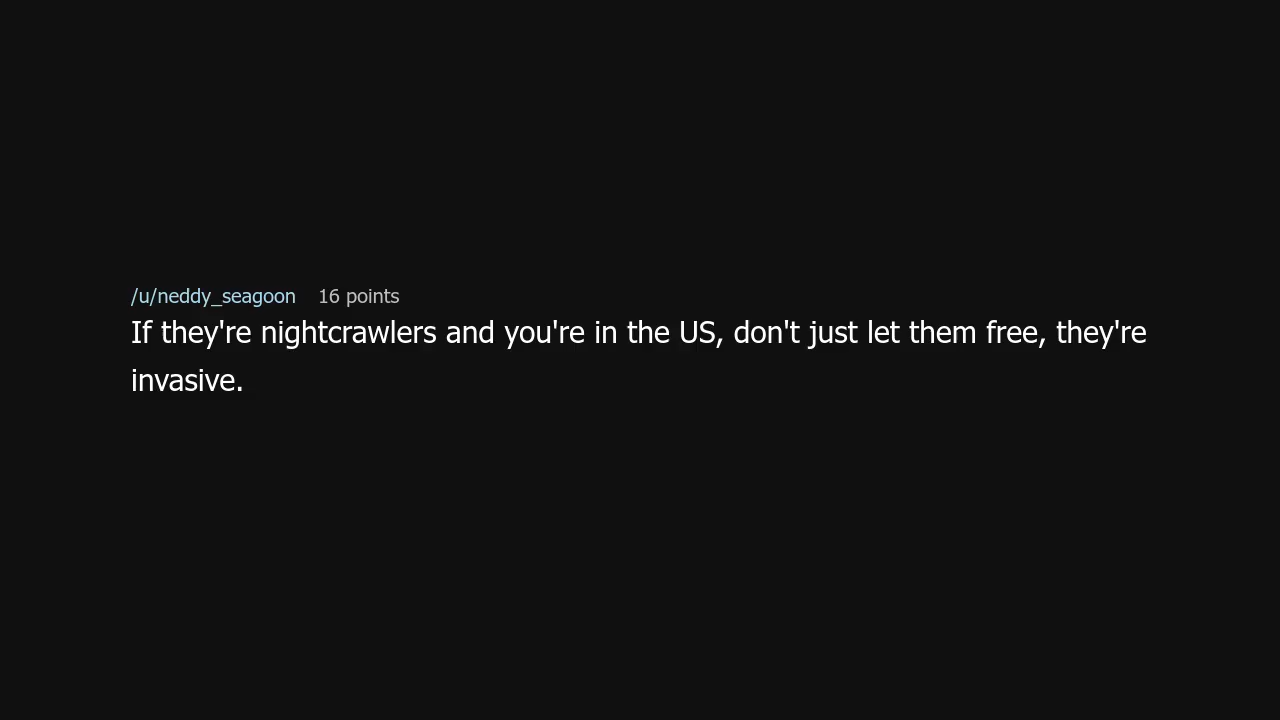 /u/neddy_seagoon 16 points
If they're nightcrawlers and you're in the US, don't just let them free, they're
invasive.